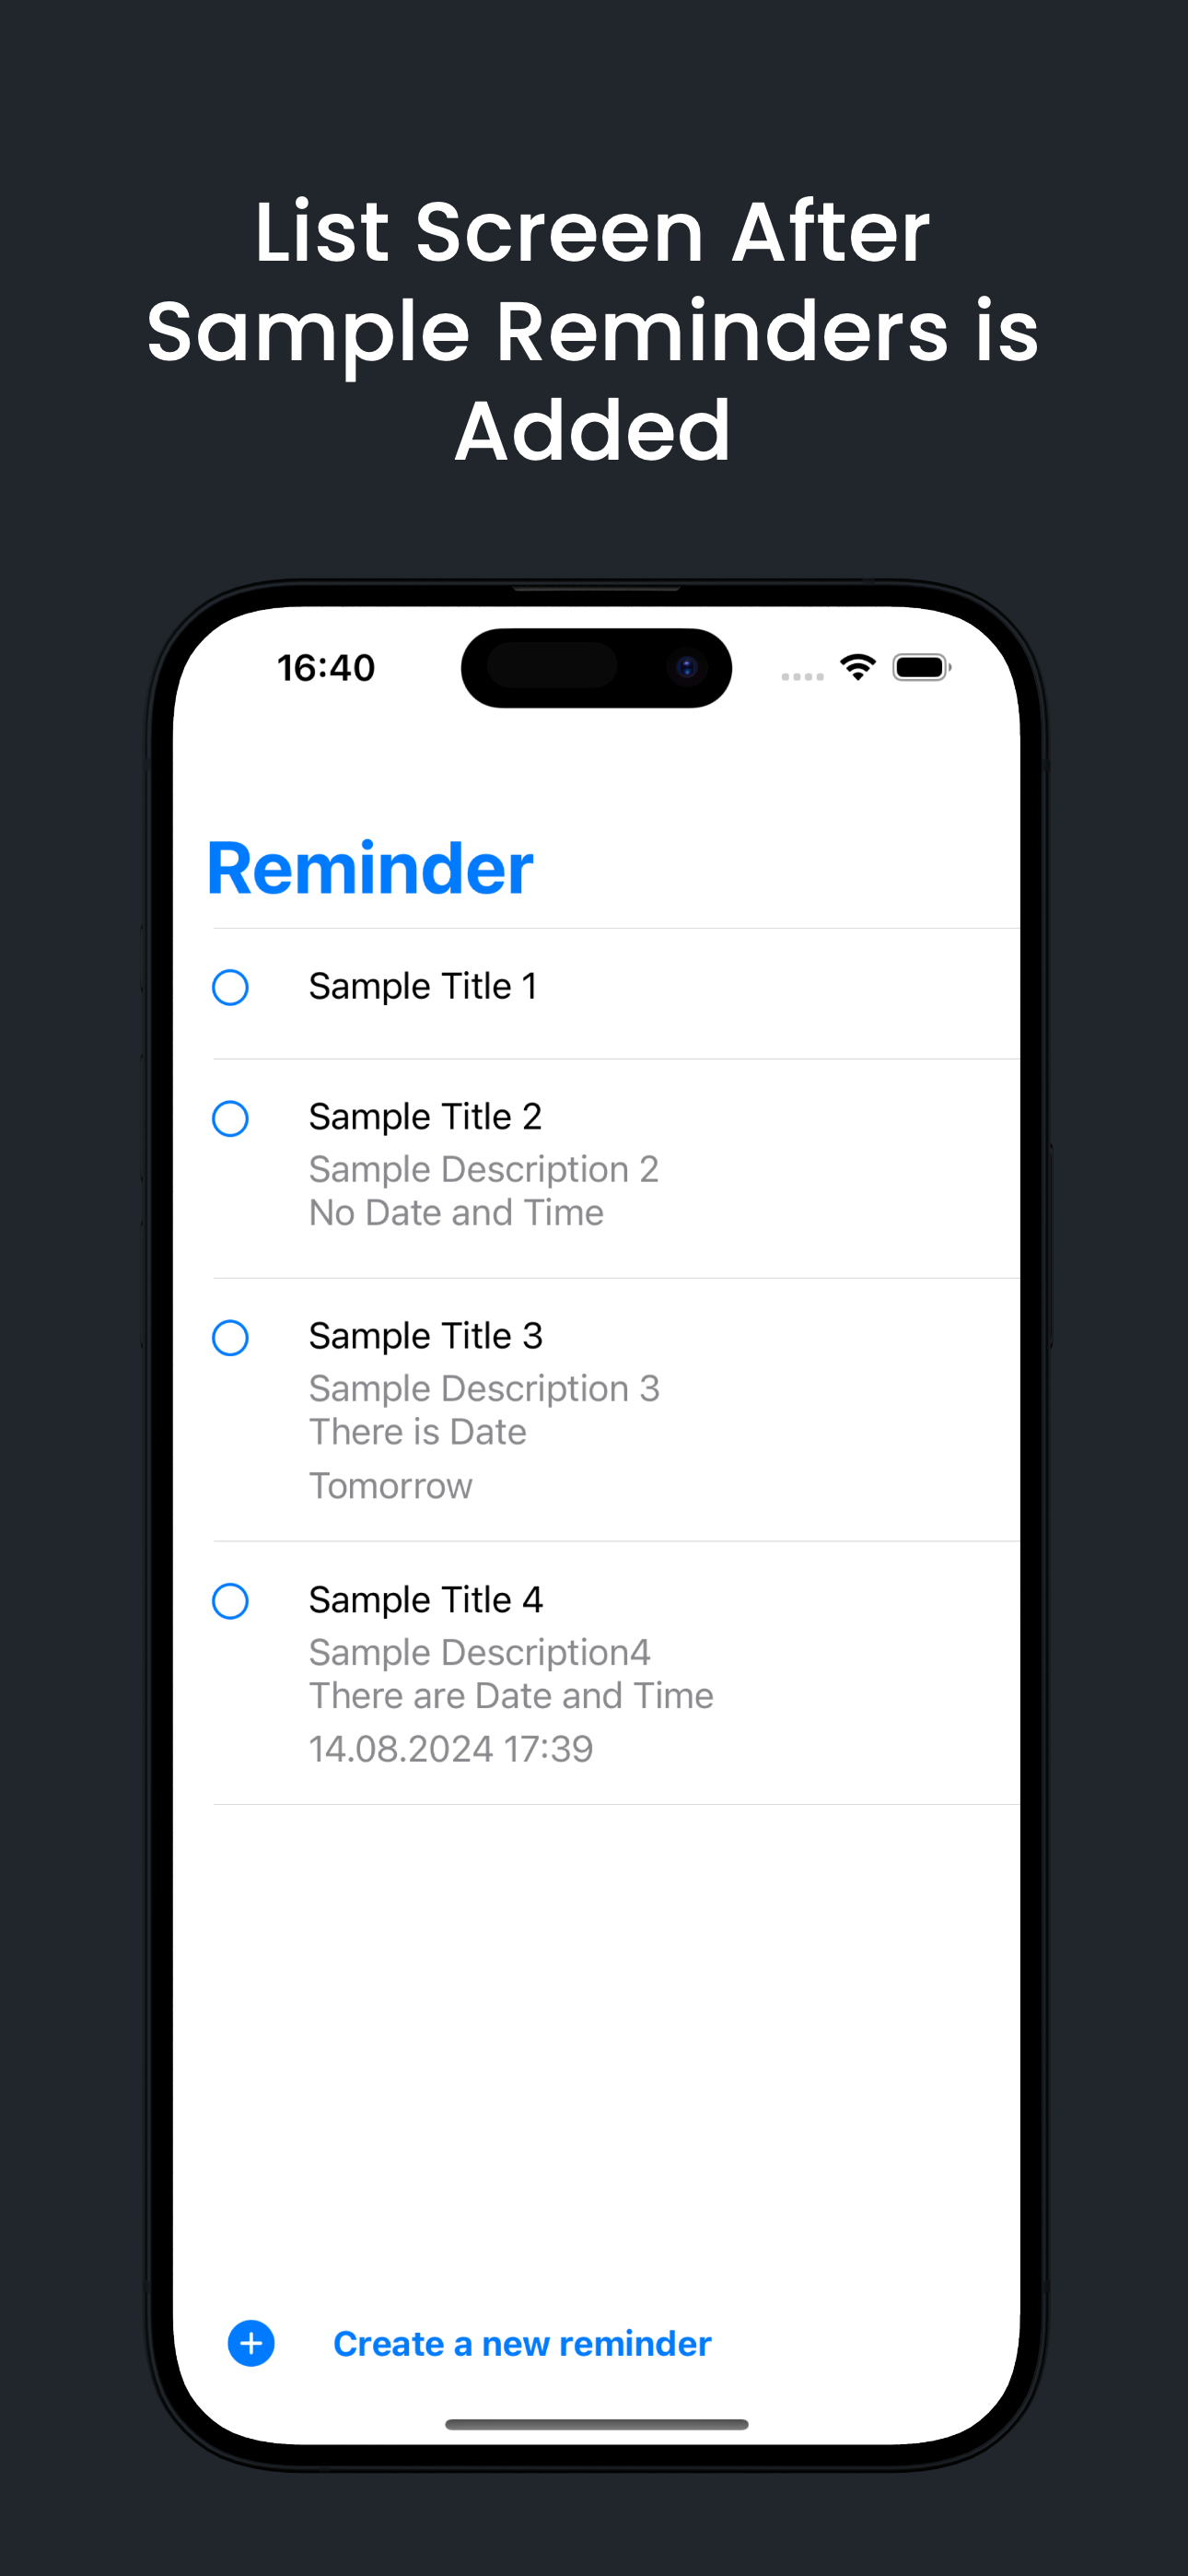 List Screen After
Sample Reminders is
Added
16:40
Reminder
Sample Title 1
Sample Title 2
Sample Description 2
No Date and Time
Sample Title 3
Sample Description 3
There is Date
Tomorrow
Sample Title 4
Sample Description4
There are Date and Time
14.08.2024 17:39
Create a new reminder